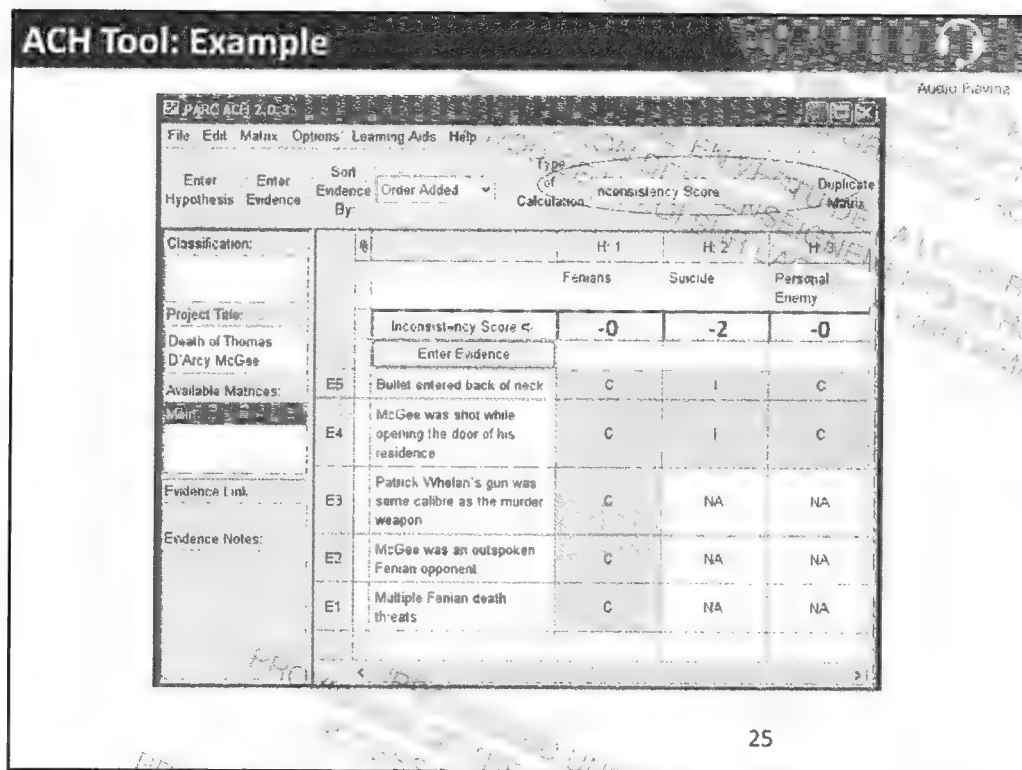 ACH Tool: Example
Audio Playing
PARC ACH 2.0.3
File Edit Matrix Options Learning Aids Help
Enter Hypothesis
Enter Evidence
Sort Evidence By:
Order Added
Type of Calculation
Inconsistency Score
Duplicate Matrix
Classification:
Project Title:
Death of Thomas
D'Arcy McGee
Available Matrices:
Main
Evidence Link
Evidence Notes:
H: 1 H: 2 H: 3
Fenians Suicide Personal
Enemy
Inconsistency Score -0 -2 -0
Enter Evidence
E5 Bullet entered back of neck C I C
McGee was shot while
E4 opening the door of his C I C
residence
Patrick Whelan's gun was
E3 same calibre as the murder C NA NA
weapon
E2 McGee was an outspoken C NA NA
Fenian opponent
E1 Multiple Fenian death C NA NA
threats
25